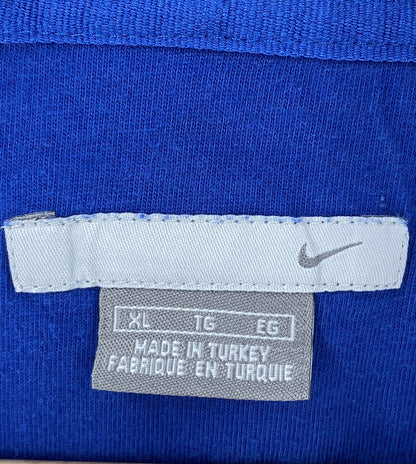 XL TG EG
MADE IN TURKEY
FABRIQUE EN TURQUIE